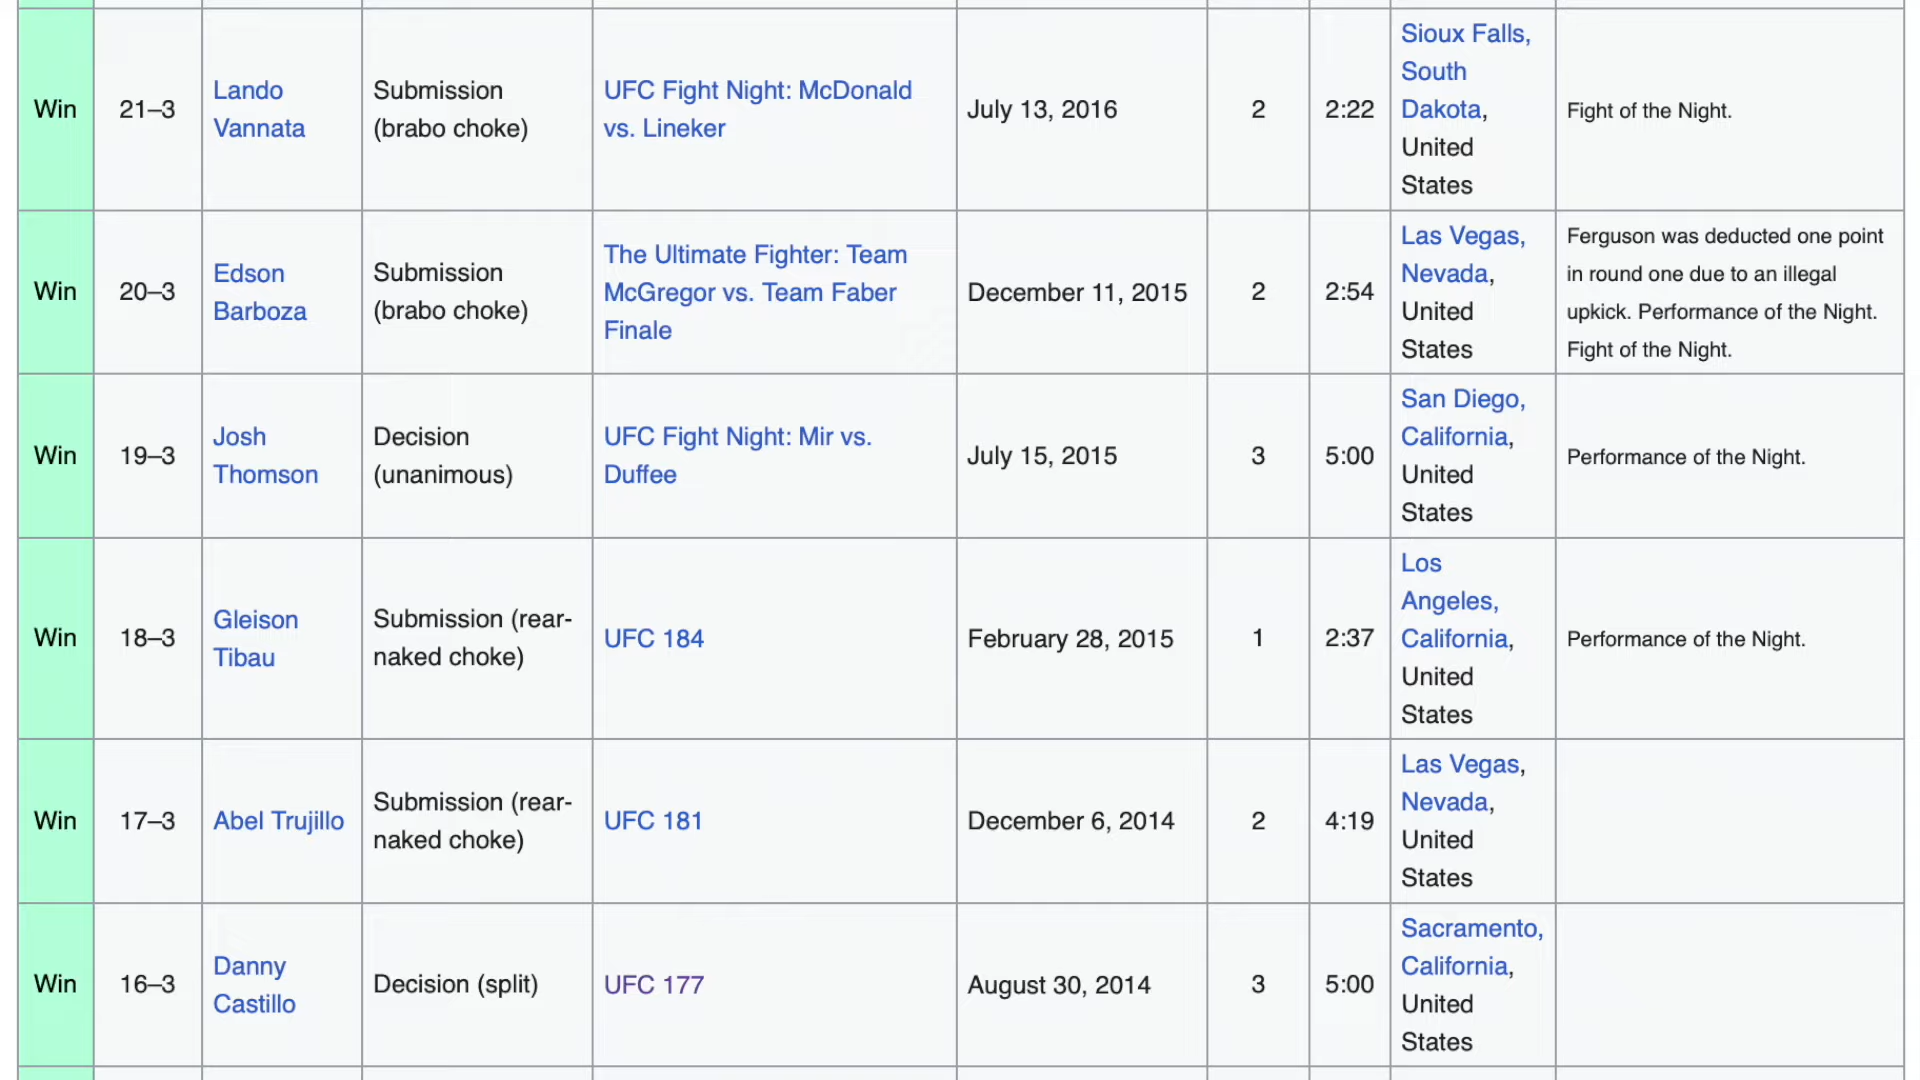 Win
21–3
Lando
Vannata
Submission
(brabo choke)
UFC Fight Night: McDonald
vs. Lineker
July 13, 2016
2
2:22
Sioux Falls,
South
Dakota,
United
States
Fight of the Night.
Win
20–3
Edson
Barboza
Submission
(brabo choke)
The Ultimate Fighter: Team
McGregor vs. Team Faber
Finale
December 11, 2015
2
2:54
Las Vegas,
Nevada,
United
States
Ferguson was deducted one point
in round one due to an illegal
upkick. Performance of the Night.
Fight of the Night.
Win
19–3
Josh
Thomson
Decision
(unanimous)
UFC Fight Night: Mir vs.
Duffee
July 15, 2015
3
5:00
San Diego,
California,
United
States
Performance of the Night.
Win
18–3
Gleison
Tibau
Submission (rear-
naked choke)
UFC 184
February 28, 2015
1
2:37
Los
Angeles,
California,
United
States
Performance of the Night.
Win
17–3
Abel Trujillo
Submission (rear-
naked choke)
UFC 181
December 6, 2014
2
4:19
Las Vegas,
Nevada,
United
States
Win
16–3
Danny
Castillo
Decision (split)
UFC 177
August 30, 2014
3
5:00
Sacramento,
California,
United
States